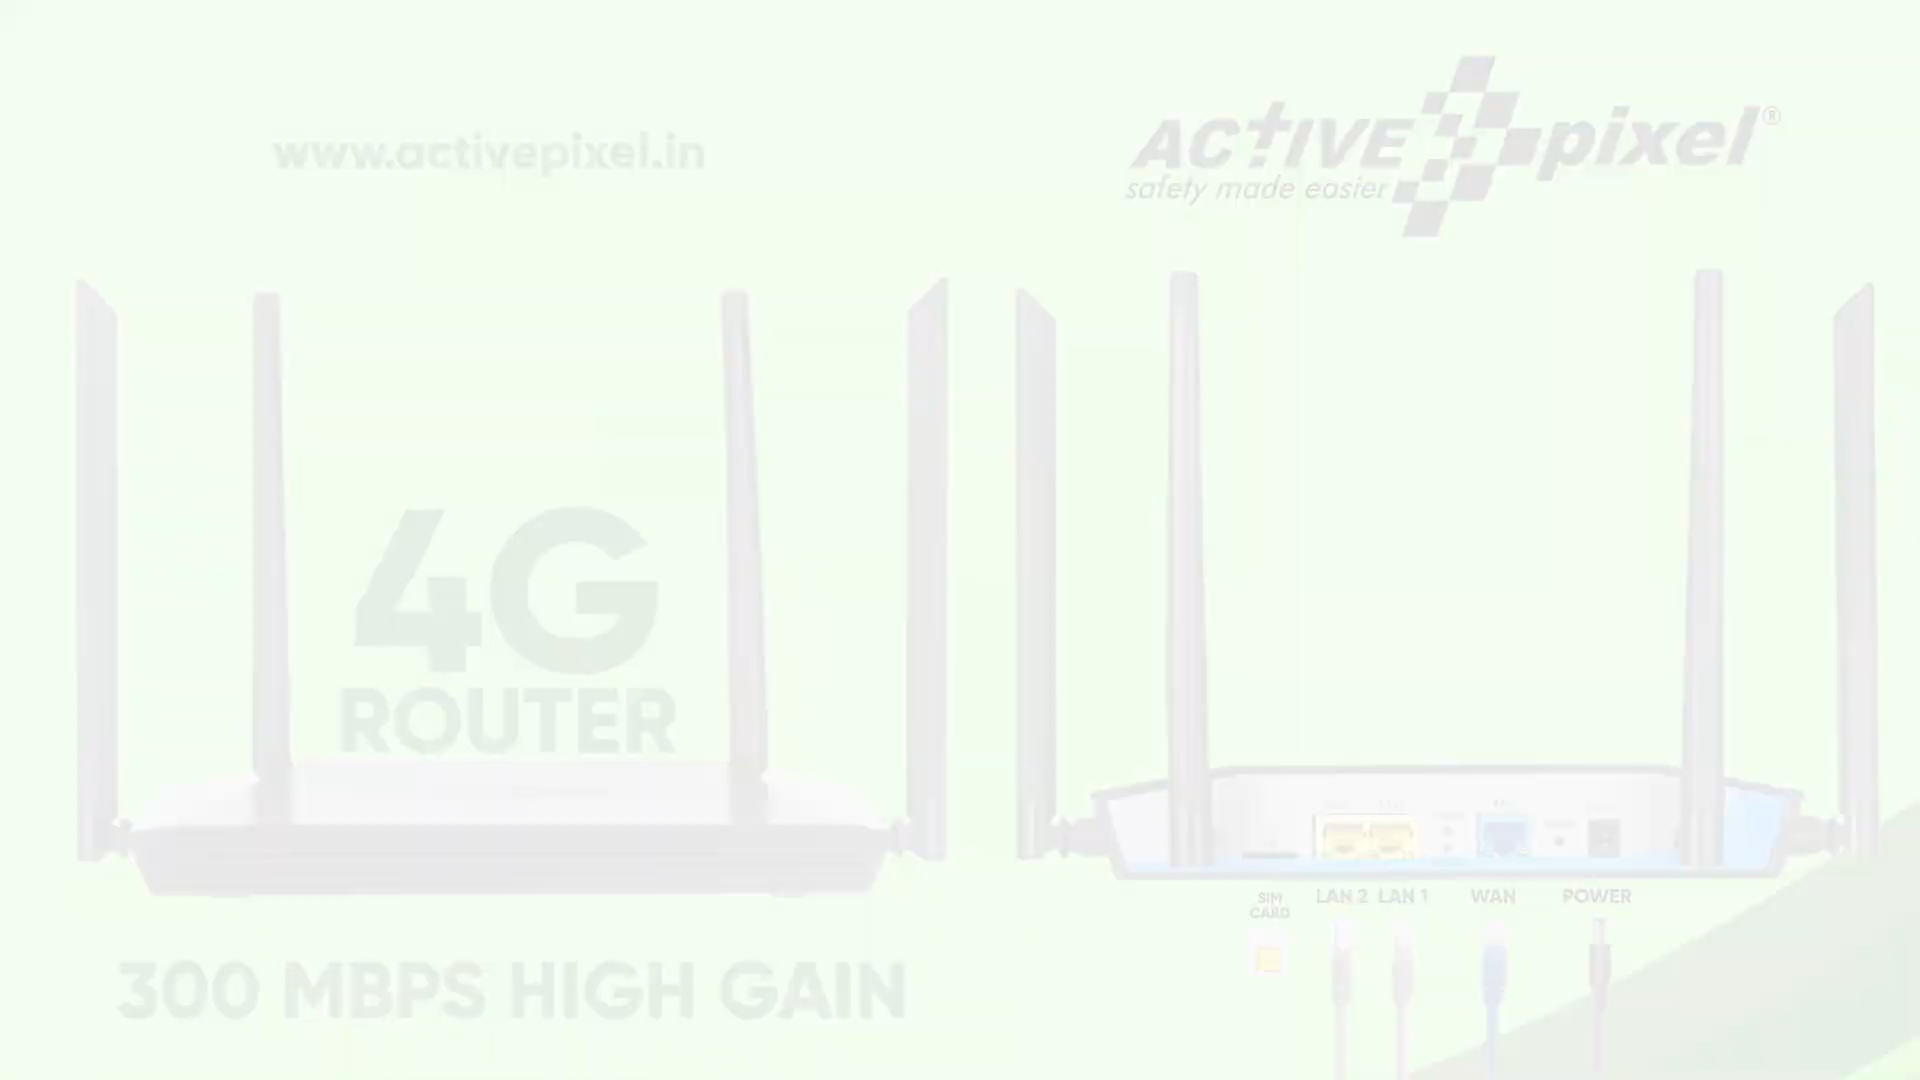 www.activepixel.in
ACTIVE pixel®
safety made easier
4G
ROUTER
SIM
CARD
LAN 2 LAN 1 WAN POWER
300 MBPS HIGH GAIN